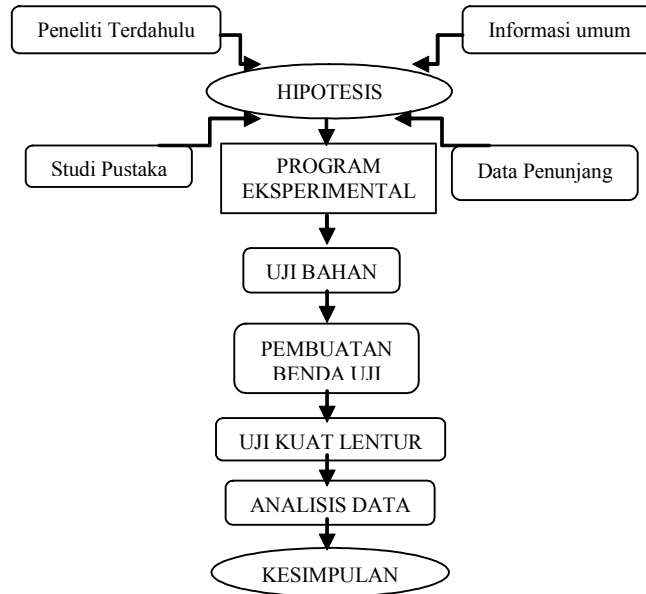 Peneliti Terdahulu
Informasi umum
HIPOTESIS
Studi Pustaka
PROGRAM
EKSPERIMENTAL
Data Penunjang
UJI BAHAN
PEMBUATAN
BENDA UJI
UJI KUAT LENTUR
ANALISIS DATA
KESIMPULAN